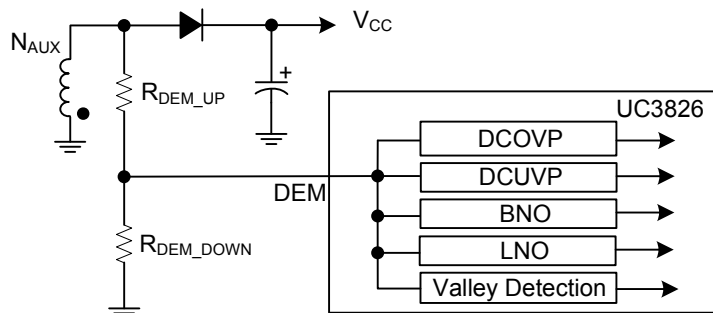 V_CC
N_AUX
+
R_DEM_UP
UC3826
DCOVP
DCUVP
DEM
BNO
LNO
R_DEM_DOWN
Valley Detection